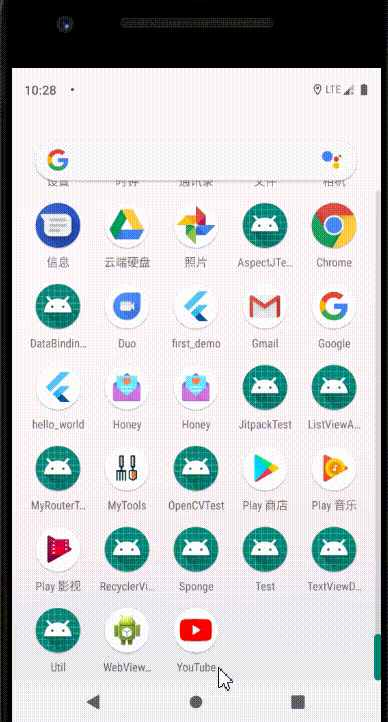 10:28 LTE
设置 时钟 通讯录 文件 相机
信息 云端硬盘 照片 AspectJTe... Chrome
DataBindin... Duo first_demo Gmail Google
hello_world Honey Honey JitpackTest ListViewA...
MyRouterT... MyTools OpenCVTest Play 商店 Play 音乐
Play 影视 RecyclerVi... Sponge Test TextViewD...
Util WebView... YouTube